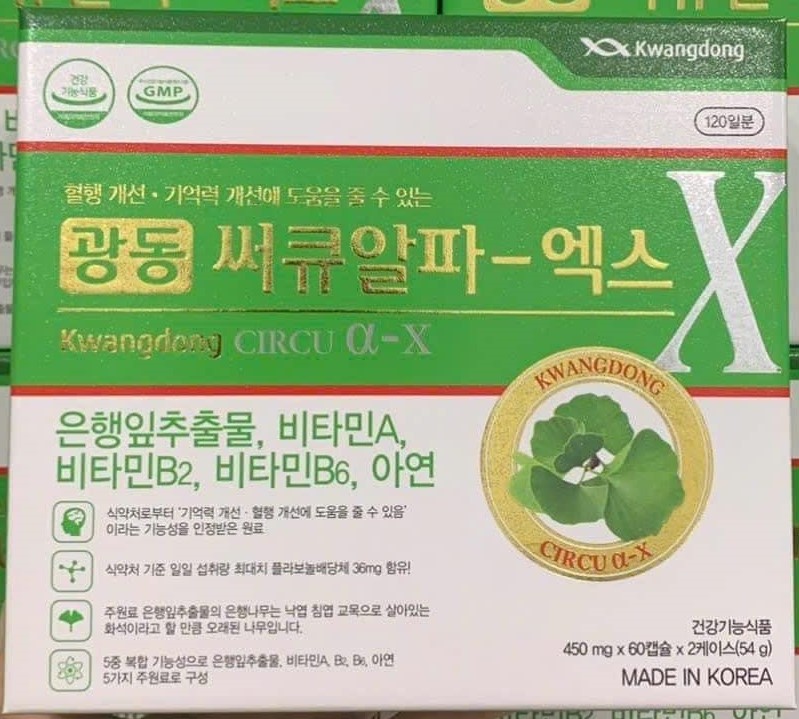 Kwangdong
건강
기능식품
GMP
120일분
혈행 개선 • 기억력 개선에 도움을 줄 수 있는
광동 써큐알파-엑스
X
Kwangdong CIRCU α-X
KWANGDONG
CIRCU α-X
은행잎추출물, 비타민A,
비타민B2, 비타민B6, 아연
식약처로부터 '기억력 개선 · 혈행 개선에 도움을 줄 수 있음'
이라는 기능성을 인정받은 원료
식약처 기준 일일 섭취량 최대치 플라보놀배당체 36mg 함유!
주원료 은행잎추출물의 은행나무는 낙엽 침엽 교목으로 살아있는
화석이라고 할 만큼 오래된 나무입니다.
5중 복합 기능성으로 은행잎추출물, 비타민A, B₂, B₆, 아연
5가지 주원료로 구성
건강기능식품
450 mg x 60캡슐 x 2케이스(54 g)
MADE IN KOREA